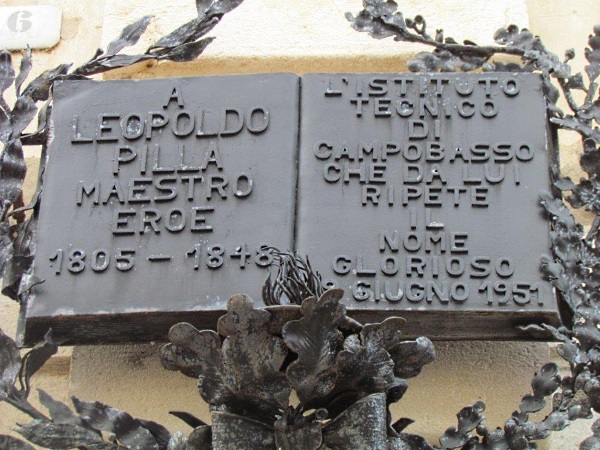 6
A
LEOPOLDO
PILLA
MAESTRO
EROE
1805 - 1848
L'ISTITUTO
TECNICO
DI
CAMPOBASSO
CHE DA LUI
RIPETE
IL
NOME
GLORIOSO
GIUGNO 1951